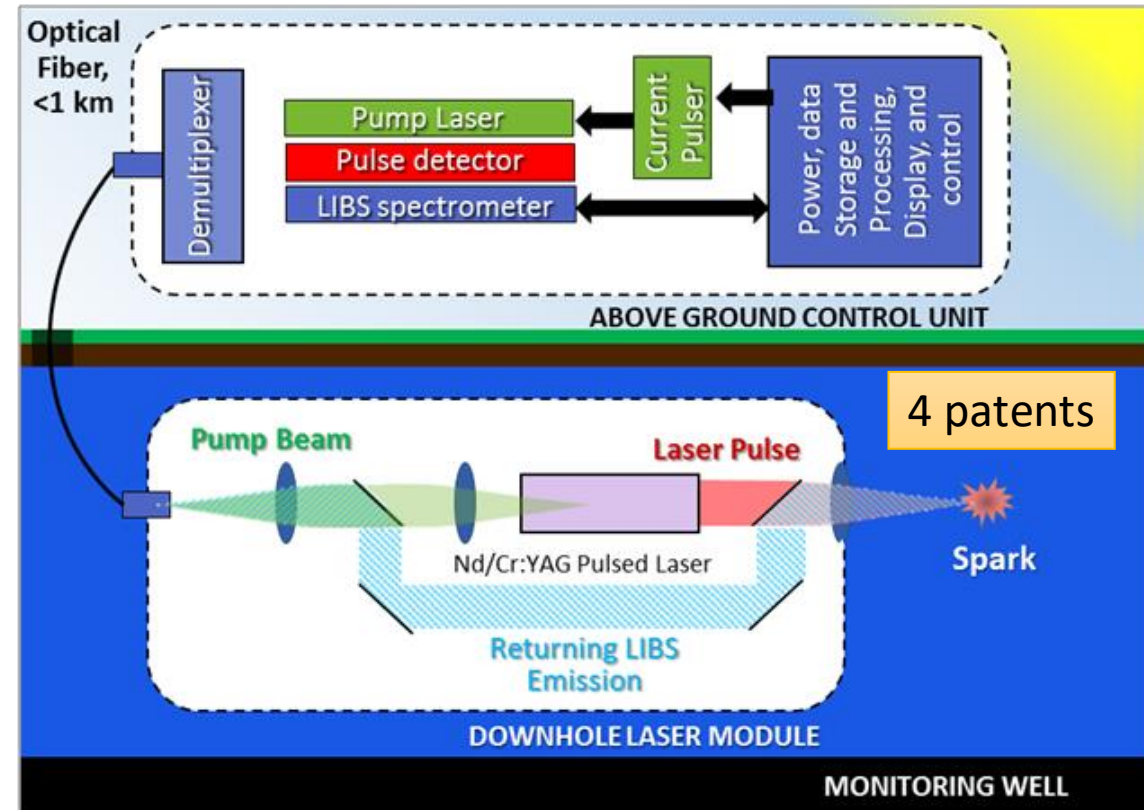 Optical
Fiber,
<1 km
Demultiplexer
Pump Laser
Pulse detector
LIBS spectrometer
Current
Pulser
Power, data
Storage and
Processing,
Display, and
control
ABOVE GROUND CONTROL UNIT
4 patents
Pump Beam
Laser Pulse
Nd/Cr:YAG Pulsed Laser
Spark
Returning LIBS
Emission
DOWNHOLE LASER MODULE
MONITORING WELL